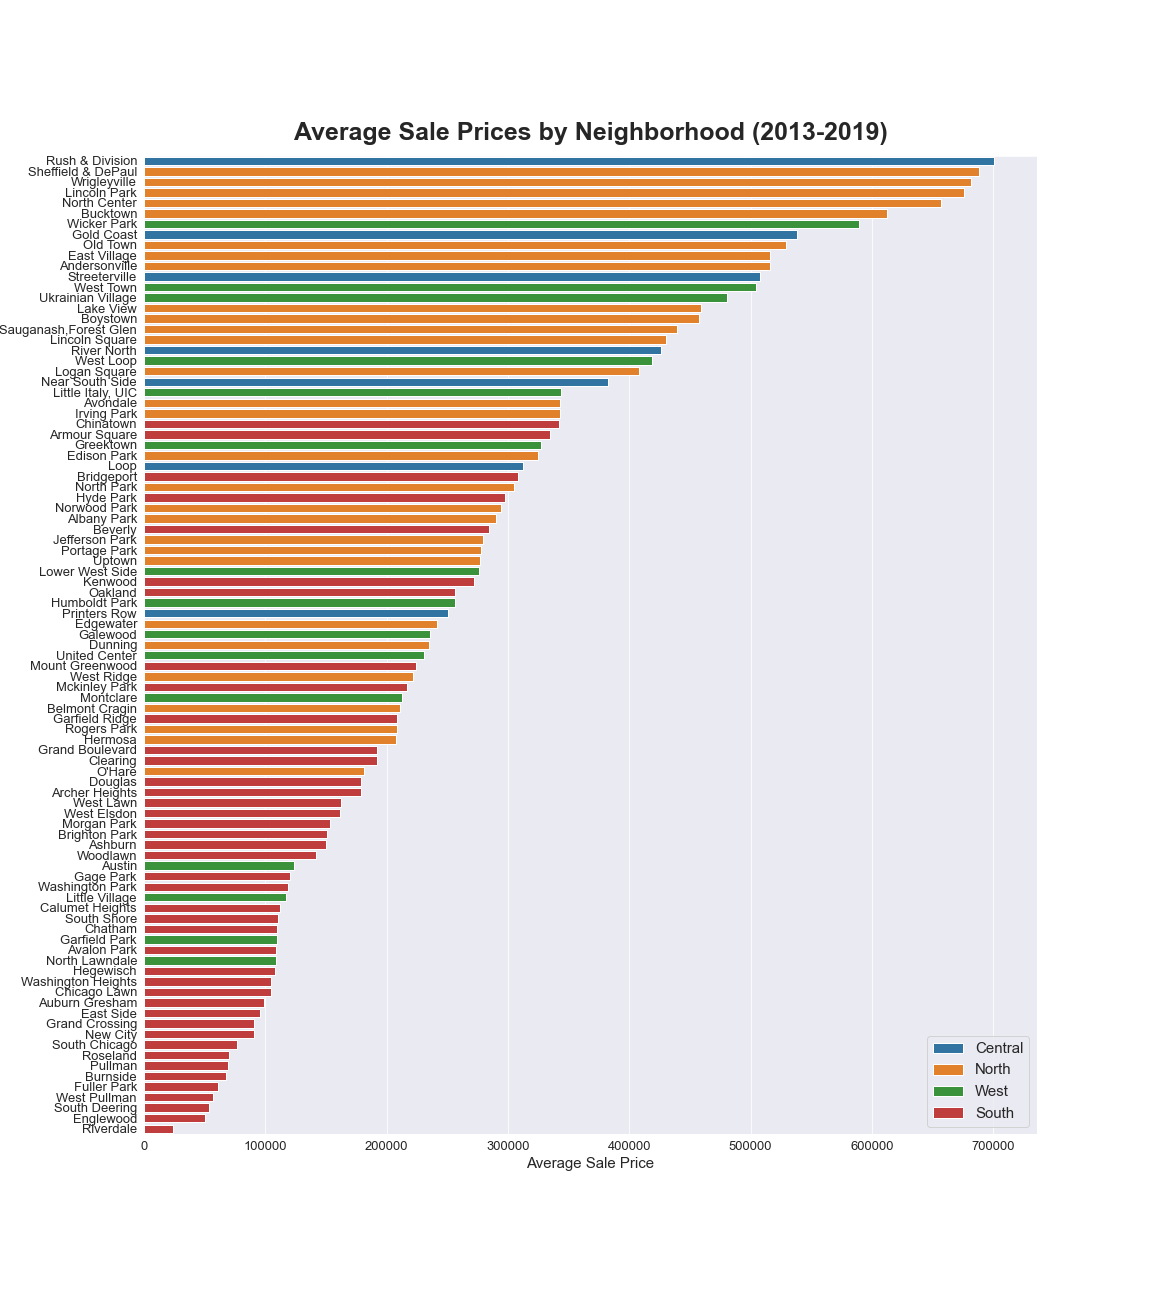 Average Sale Prices by Neighborhood (2013-2019)
Rush & Division
Sheffield & DePaul
Wrigleyville
Lincoln Park
North Center
Bucktown
Wicker Park
Gold Coast
Old Town
East Village
Andersonville
Streeterville
West Town
Ukrainian Village
Lake View
Boystown
Sauganash,Forest Glen
Lincoln Square
River North
West Loop
Logan Square
Near South Side
Little Italy, UIC
Avondale
Irving Park
Chinatown
Armour Square
Greektown
Edison Park
Loop
Bridgeport
North Park
Hyde Park
Norwood Park
Albany Park
Beverly
Jefferson Park
Portage Park
Uptown
Lower West Side
Kenwood
Oakland
Humboldt Park
Printers Row
Edgewater
Galewood
Dunning
United Center
Mount Greenwood
West Ridge
Mckinley Park
Montclare
Belmont Cragin
Garfield Ridge
Rogers Park
Hermosa
Grand Boulevard
Clearing
O'Hare
Douglas
Archer Heights
West Lawn
West Elsdon
Morgan Park
Brighton Park
Ashburn
Woodlawn
Austin
Gage Park
Washington Park
Little Village
Calumet Heights
South Shore
Chatham
Garfield Park
Avalon Park
North Lawndale
Hegewisch
Washington Heights
Chicago Lawn
Auburn Gresham
East Side
Grand Crossing
New City
South Chicago
Roseland
Pullman
Burnside
Fuller Park
West Pullman
South Deering
Englewood
Riverdale
Central
North
West
South
0 100000 200000 300000 400000 500000 600000 700000
Average Sale Price